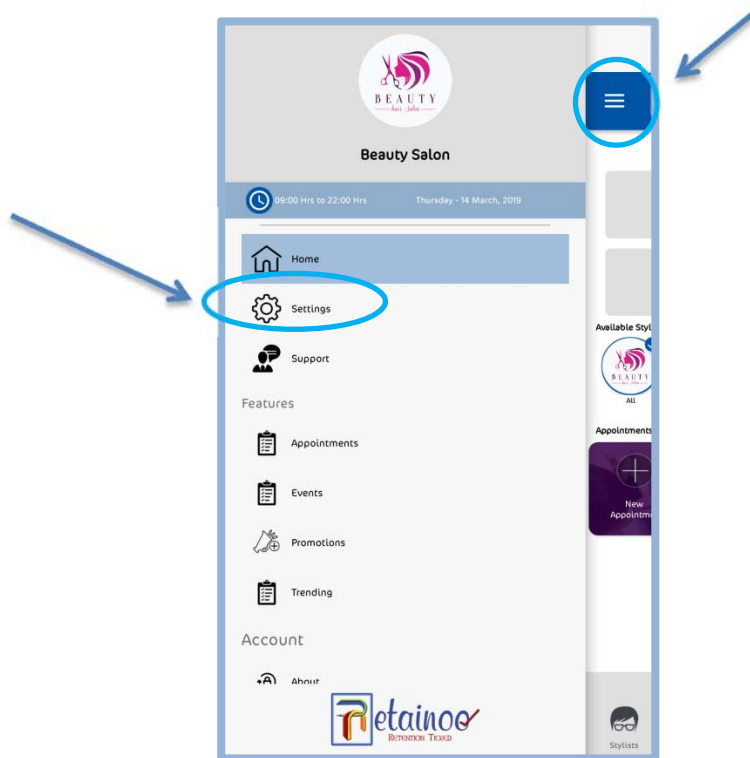 BEAUTY
hair salon
Beauty Salon
09:00 Hrs to 22:00 Hrs Thursday - 14 March, 2019
Home
Settings
Support
Features
Appointments
Events
Promotions
Trending
Account
About
Retainoo
RETENTION TICKED
Available Styl
BEAUTY
All
Appointments
New
Appointm
Stylists